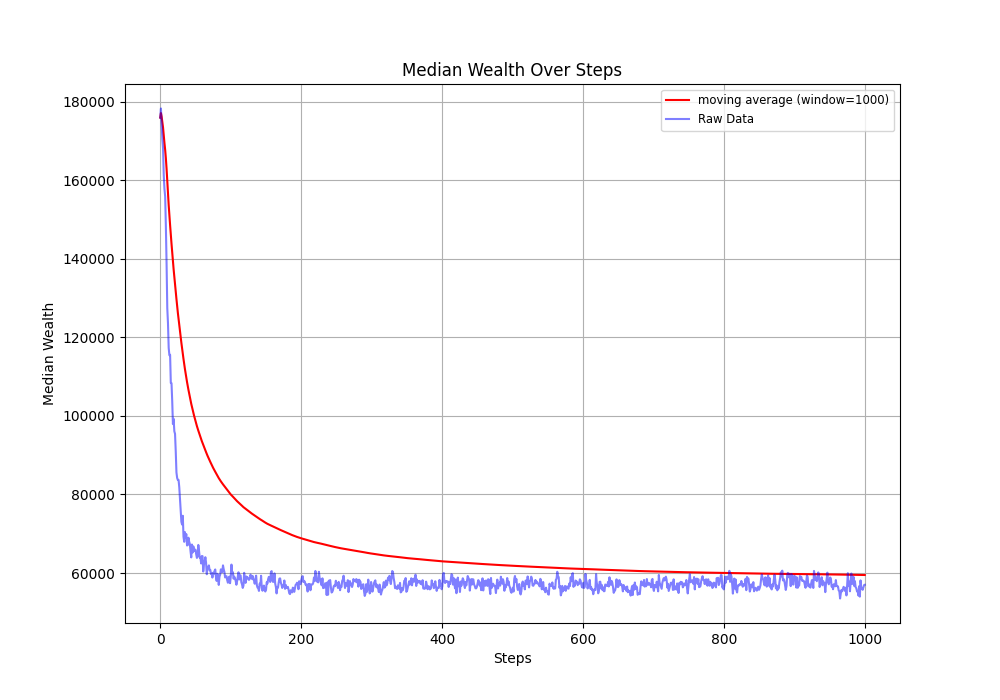 Median Wealth Over Steps
moving average (window=1000)
Raw Data
180000
160000
140000
120000
100000
80000
60000
Median Wealth
0 200 400 600 800 1000
Steps